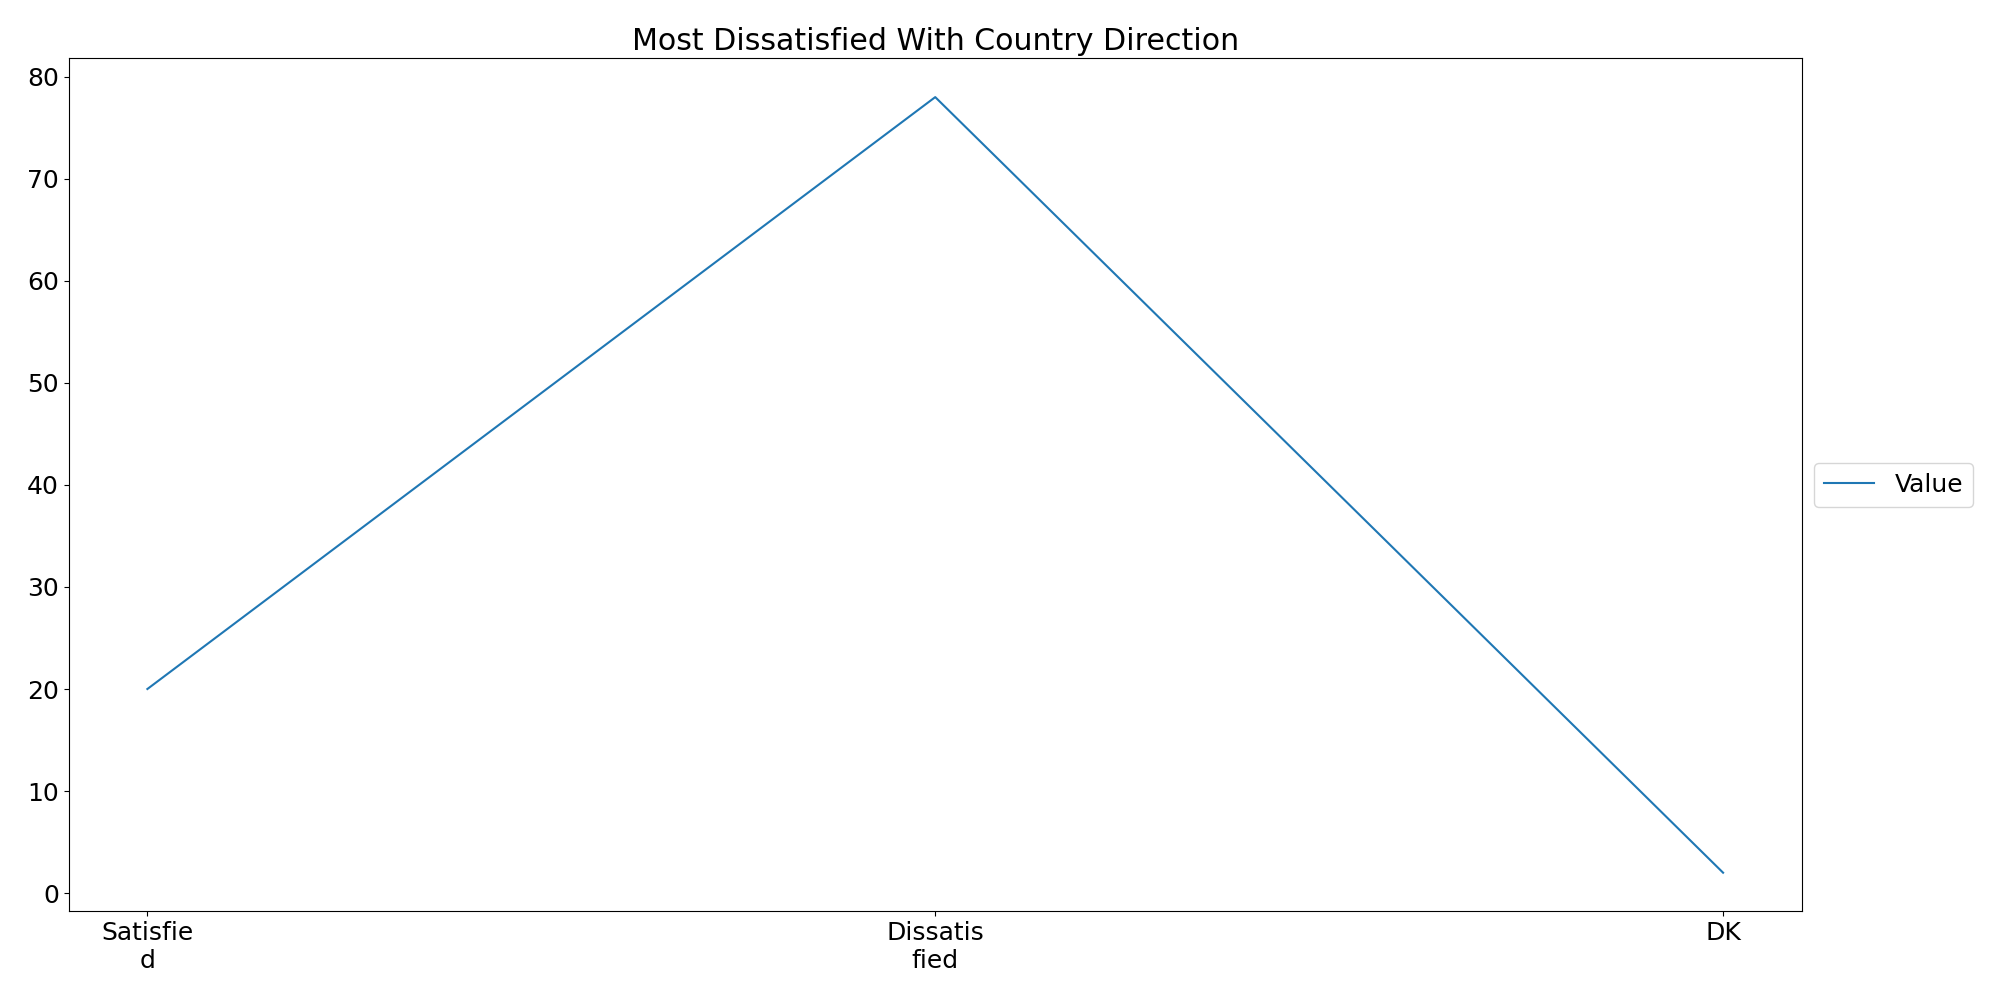 Most Dissatisfied With Country Direction
80
70
60
50
40
30
20
10
0
Satisfie
d
Dissatis
fied
DK
Value